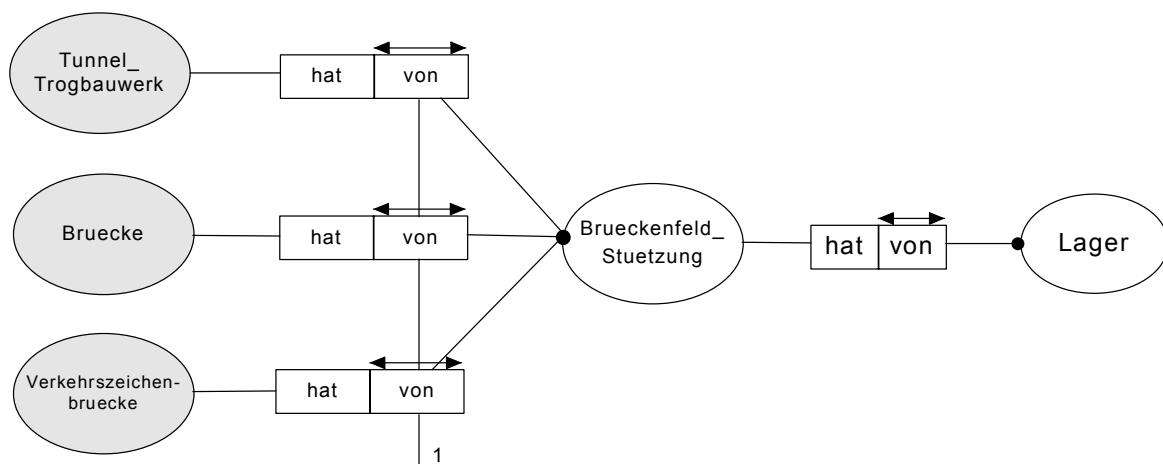 Tunnel_
Trogbauwerk
hat
von
Bruecke
hat
von
Brueckenfeld_
Stuetzung
hat
von
Lager
Verkehrszeichen-
bruecke
hat
von
1